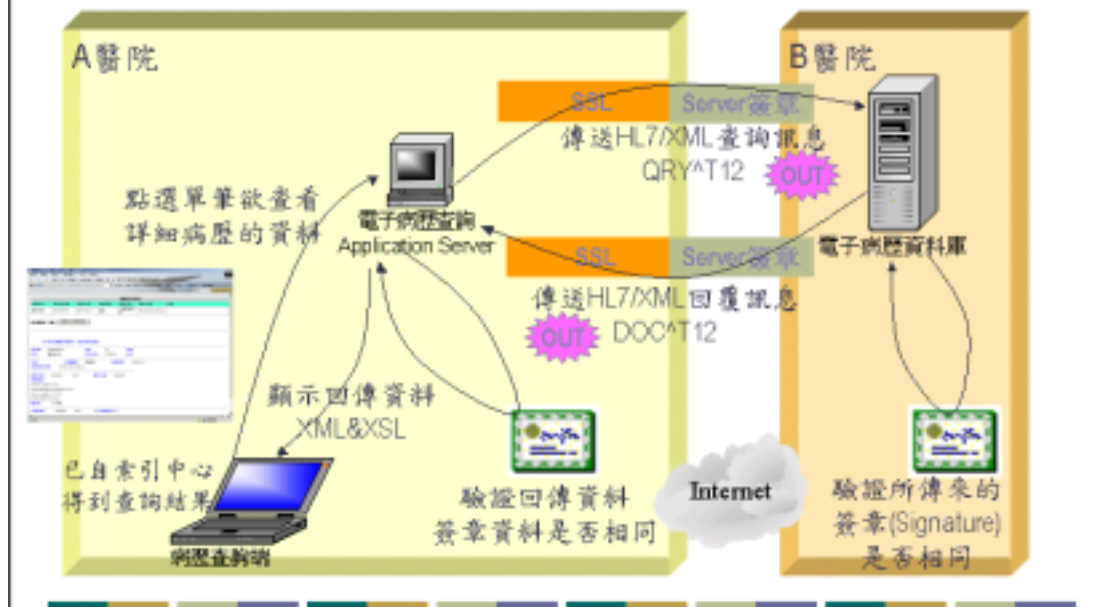 A醫院
B醫院
SSL
Server簽章
傳送HL7/XML查詢訊息
QRY^T12
OUT
點選單筆欲查看
詳細病歷的資料
電子病歷查詢
Application Server
電子病歷資料庫
SSL
Server簽章
傳送HL7/XML回覆訊息
OUT
DOC^T12
顯示回傳資料
XML&XSL
已自索引中心
得到查詢結果
病歷查詢端
驗證回傳資料
簽章資料是否相同
Internet
驗證所傳來的
簽章(Signature)
是否相同